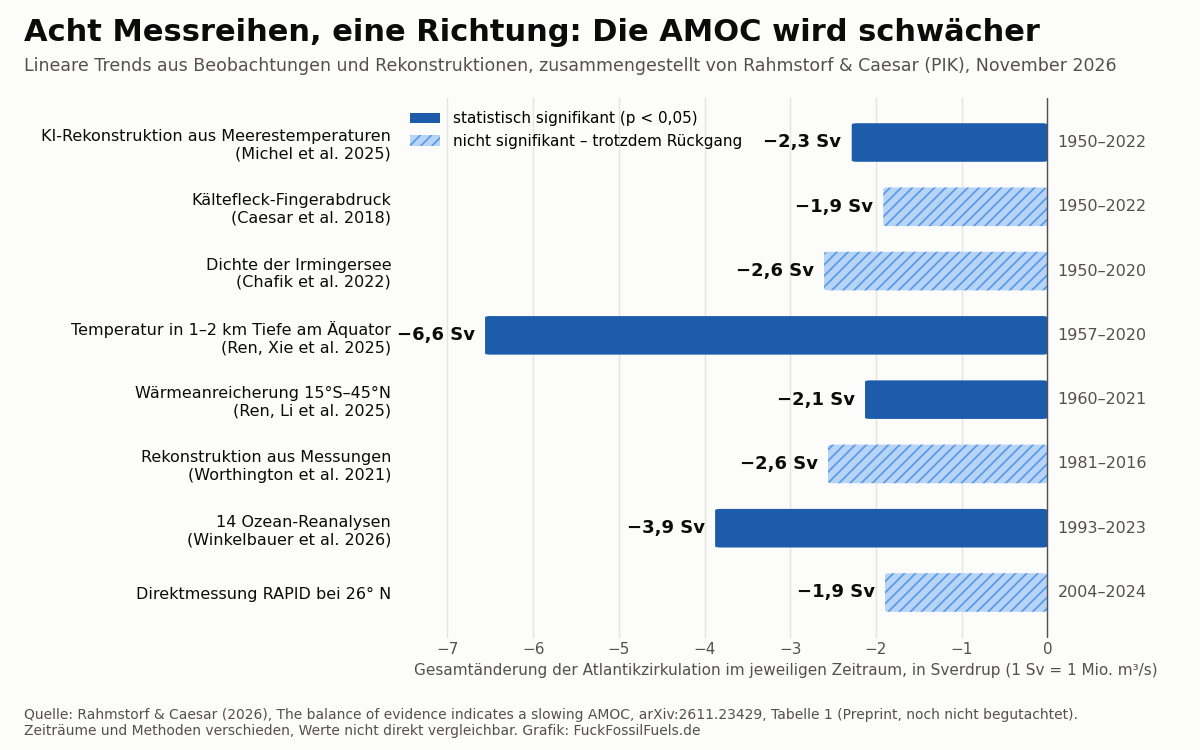 Acht Messreihen, eine Richtung: Die AMOC wird schwächer
Lineare Trends aus Beobachtungen und Rekonstruktionen, zusammengestellt von Rahmstorf & Caesar (PIK), November 2026
statistisch signifikant (p < 0,05)
nicht signifikant – trotzdem Rückgang
KI-Rekonstruktion aus Meerestemperaturen
(Michel et al. 2025)
−2,3 Sv
1950–2022
Kältefleck-Fingerabdruck
(Caesar et al. 2018)
−1,9 Sv
1950–2022
Dichte der Irmingersee
(Chafik et al. 2022)
−2,6 Sv
1950–2020
Temperatur in 1–2 km Tiefe am Äquator
(Ren, Xie et al. 2025)
−6,6 Sv
1957–2020
Wärmeanreicherung 15°S–45°N
(Ren, Li et al. 2025)
−2,1 Sv
1960–2021
Rekonstruktion aus Messungen
(Worthington et al. 2021)
−2,6 Sv
1981–2016
14 Ozean-Reanalysen
(Winkelbauer et al. 2026)
−3,9 Sv
1993–2023
Direktmessung RAPID bei 26° N
−1,9 Sv
2004–2024
−7 −6 −5 −4 −3 −2 −1 0
Gesamtänderung der Atlantikzirkulation im jeweiligen Zeitraum, in Sverdrup (1 Sv = 1 Mio. m³/s)
Quelle: Rahmstorf & Caesar (2026), The balance of evidence indicates a slowing AMOC, arXiv:2611.23429, Tabelle 1 (Preprint, noch nicht begutachtet).
Zeiträume und Methoden verschieden, Werte nicht direkt vergleichbar. Grafik: FuckFossilFuels.de